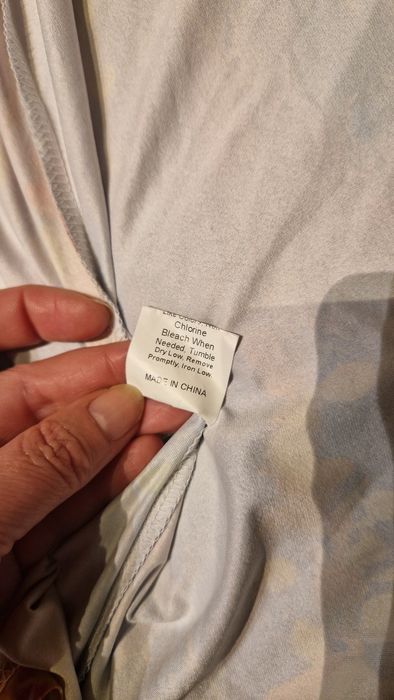 Chlorine
Bleach When
Needed, Tumble
Dry Low, Remove
Promptly, Iron Low.
MADE IN CHINA